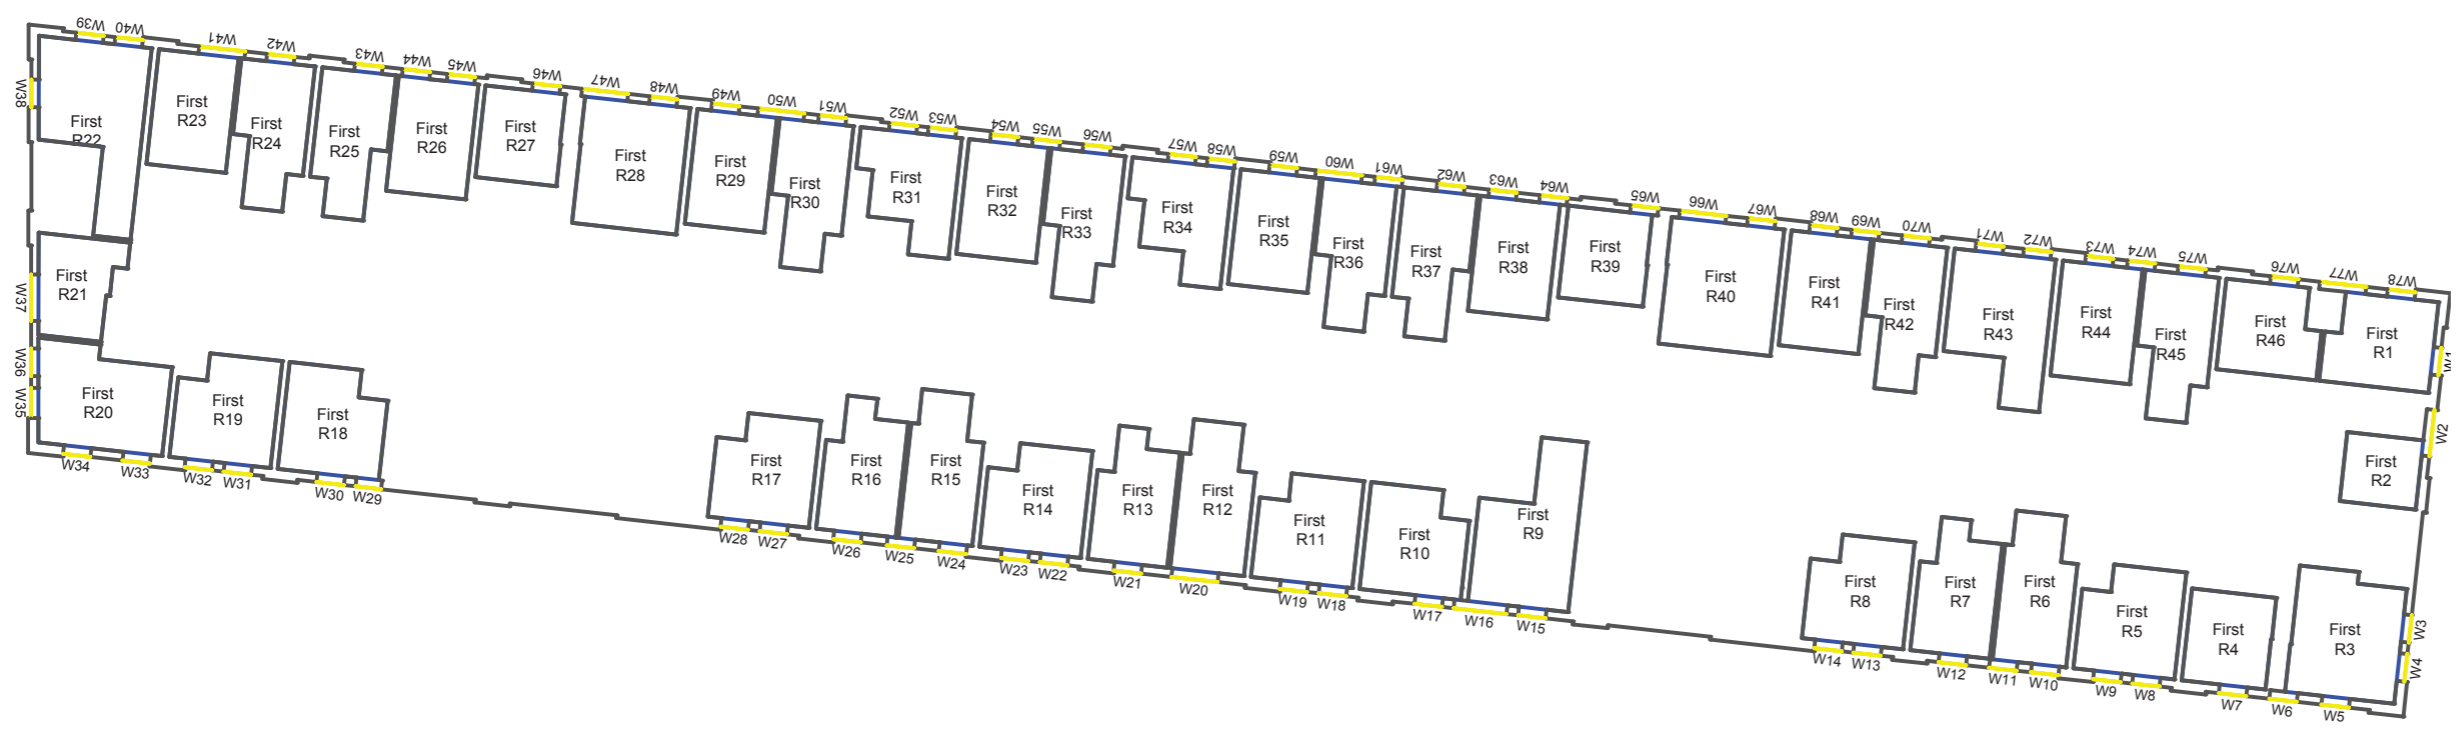 W39
W40
W41
W42
W43
W44
W45
W46
W47
W48
W49
W50
W51
W52
W53
W54
W55
W56
W57
W58
W59
W60
W61
W62
W63
W64
W65
W66
W67
W68
W69
W70
W71
W72
W73
W74
W75
W76
W77
W78
W38
W37
W36
W35
First
R22
First
R23
First
R24
First
R25
First
R26
First
R27
First
R28
First
R29
First
R30
First
R31
First
R32
First
R33
First
R34
First
R35
First
R36
First
R37
First
R38
First
R39
First
R40
First
R41
First
R42
First
R43
First
R44
First
R45
First
R46
First
R1
W1
W2
First
R2
First
R21
First
R20
First
R19
First
R18
First
R17
First
R16
First
R15
First
R14
First
R13
First
R12
First
R11
First
R10
First
R9
First
R8
First
R7
First
R6
First
R5
First
R4
First
R3
W3
W4
W34
W33
W32
W31
W30
W29
W28
W27
W26
W25
W24
W23
W22
W21
W20
W19
W18
W17
W16
W15
W14
W13
W12
W11
W10
W9
W8
W7
W6
W5